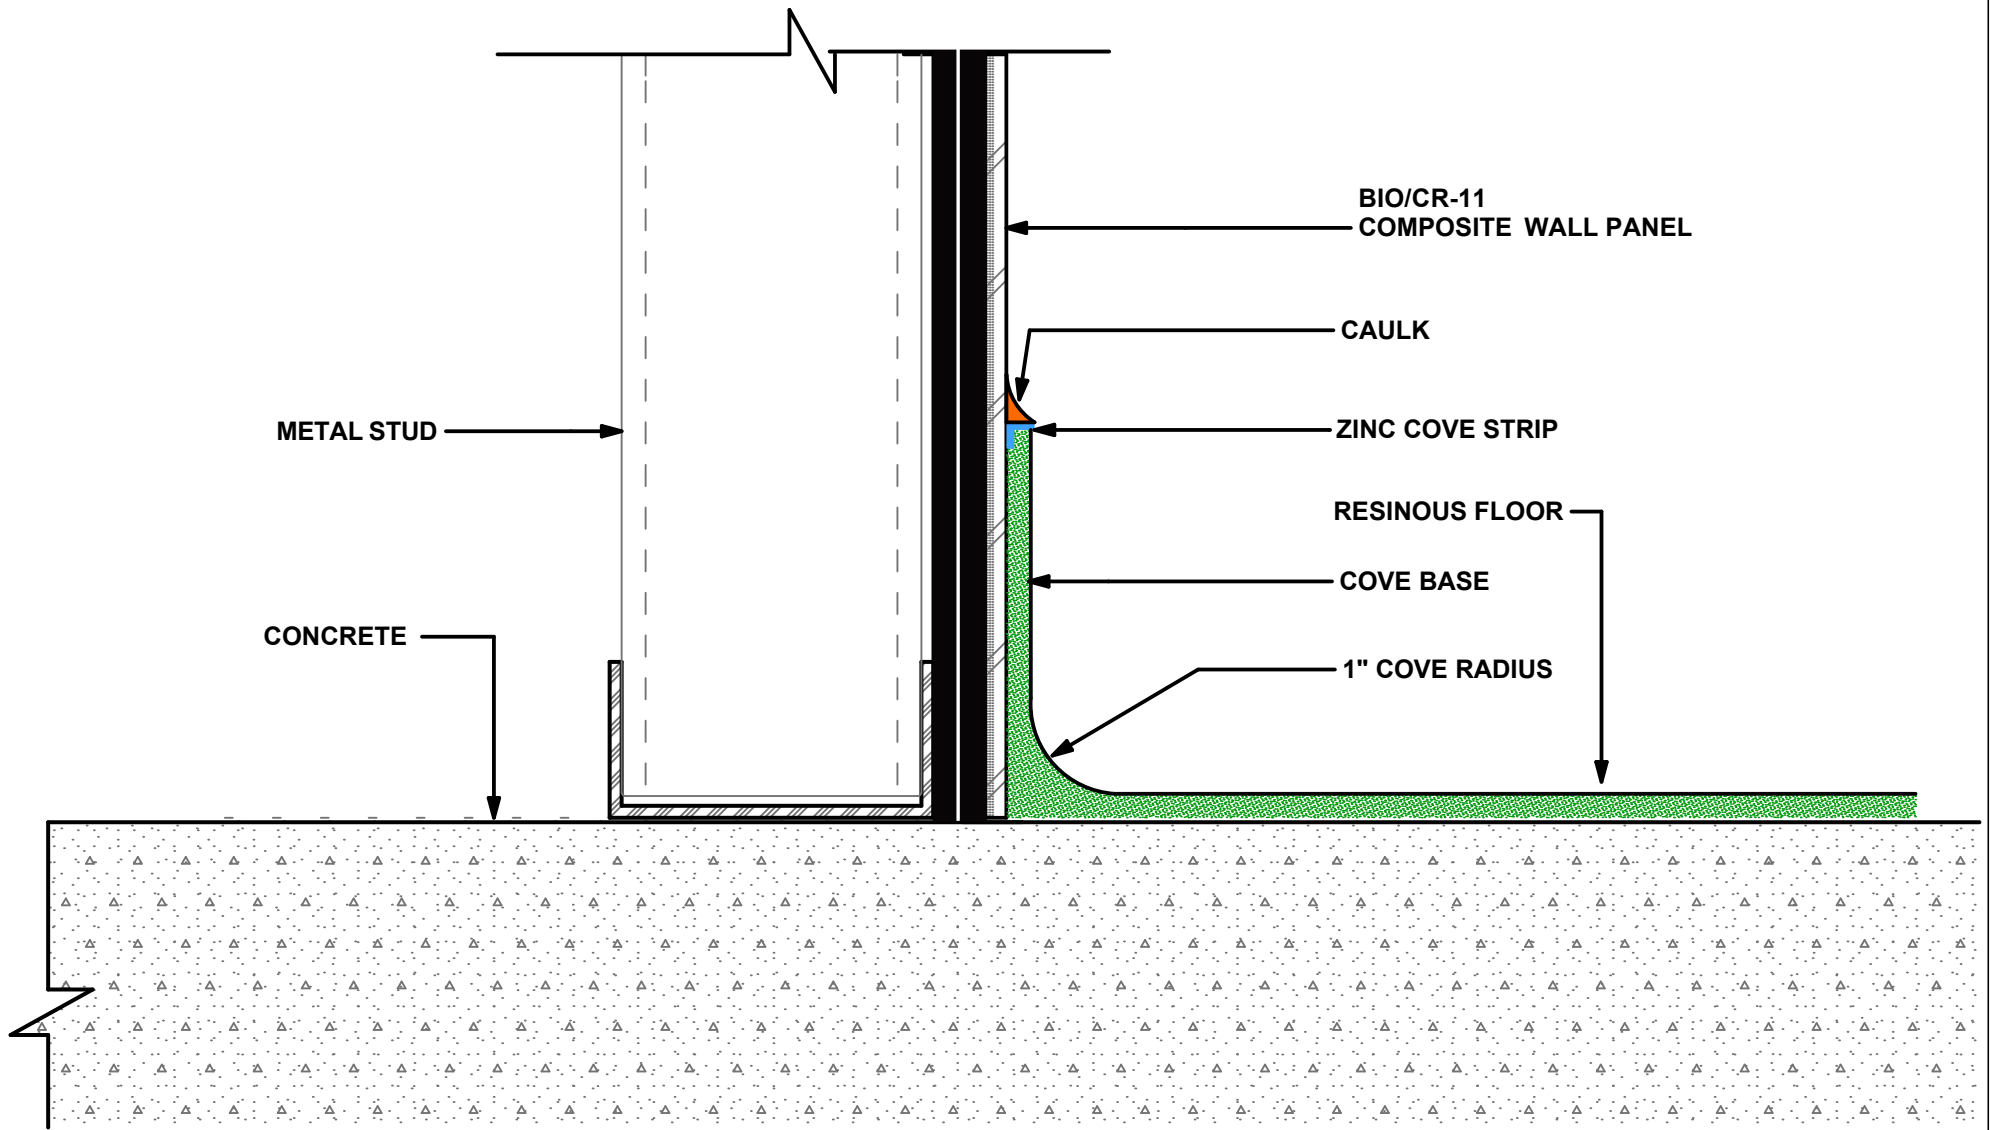 BIO/CR-11
COMPOSITE WALL PANEL
CAULK
METAL STUD
ZINC COVE STRIP
RESINOUS FLOOR
COVE BASE
CONCRETE
1" COVE RADIUS